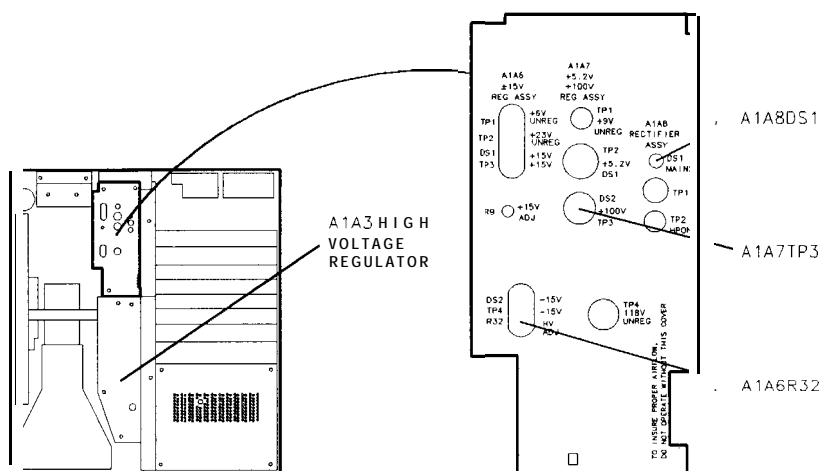 A1A3 HIGH
VOLTAGE
REGULATOR
A1A6
±15V
REG ASSY
A1A7
+5.2V
+100V
REG ASSY
TP1
TP2
DS1
TP3
+6V
UNREG
+23V
UNREG
+15V
+15V
TP1
+9V
UNREG
TP2
+5.2V
DS1
A1A8
RECTIFIER
ASSY
DS1
MAIN
TP1
TP2
HPON
R9
+15V
ADJ
DS2
+100V
TP3
DS2
TP4
R32
-15V
-15V
HV
ADJ
TP4
118V
UNREG
TO INSURE PROPER AIRFLOW,
DO NOT OPERATE WITHOUT THIS COVER
A1A8DS1
A1A7TP3
A1A6R32